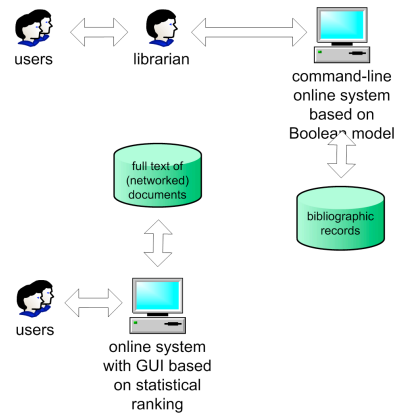 users
librarian
command-line
online system
based on
Boolean model
full text of
(networked)
documents
bibliographic
records
users
online system
with GUI based
on statistical
ranking